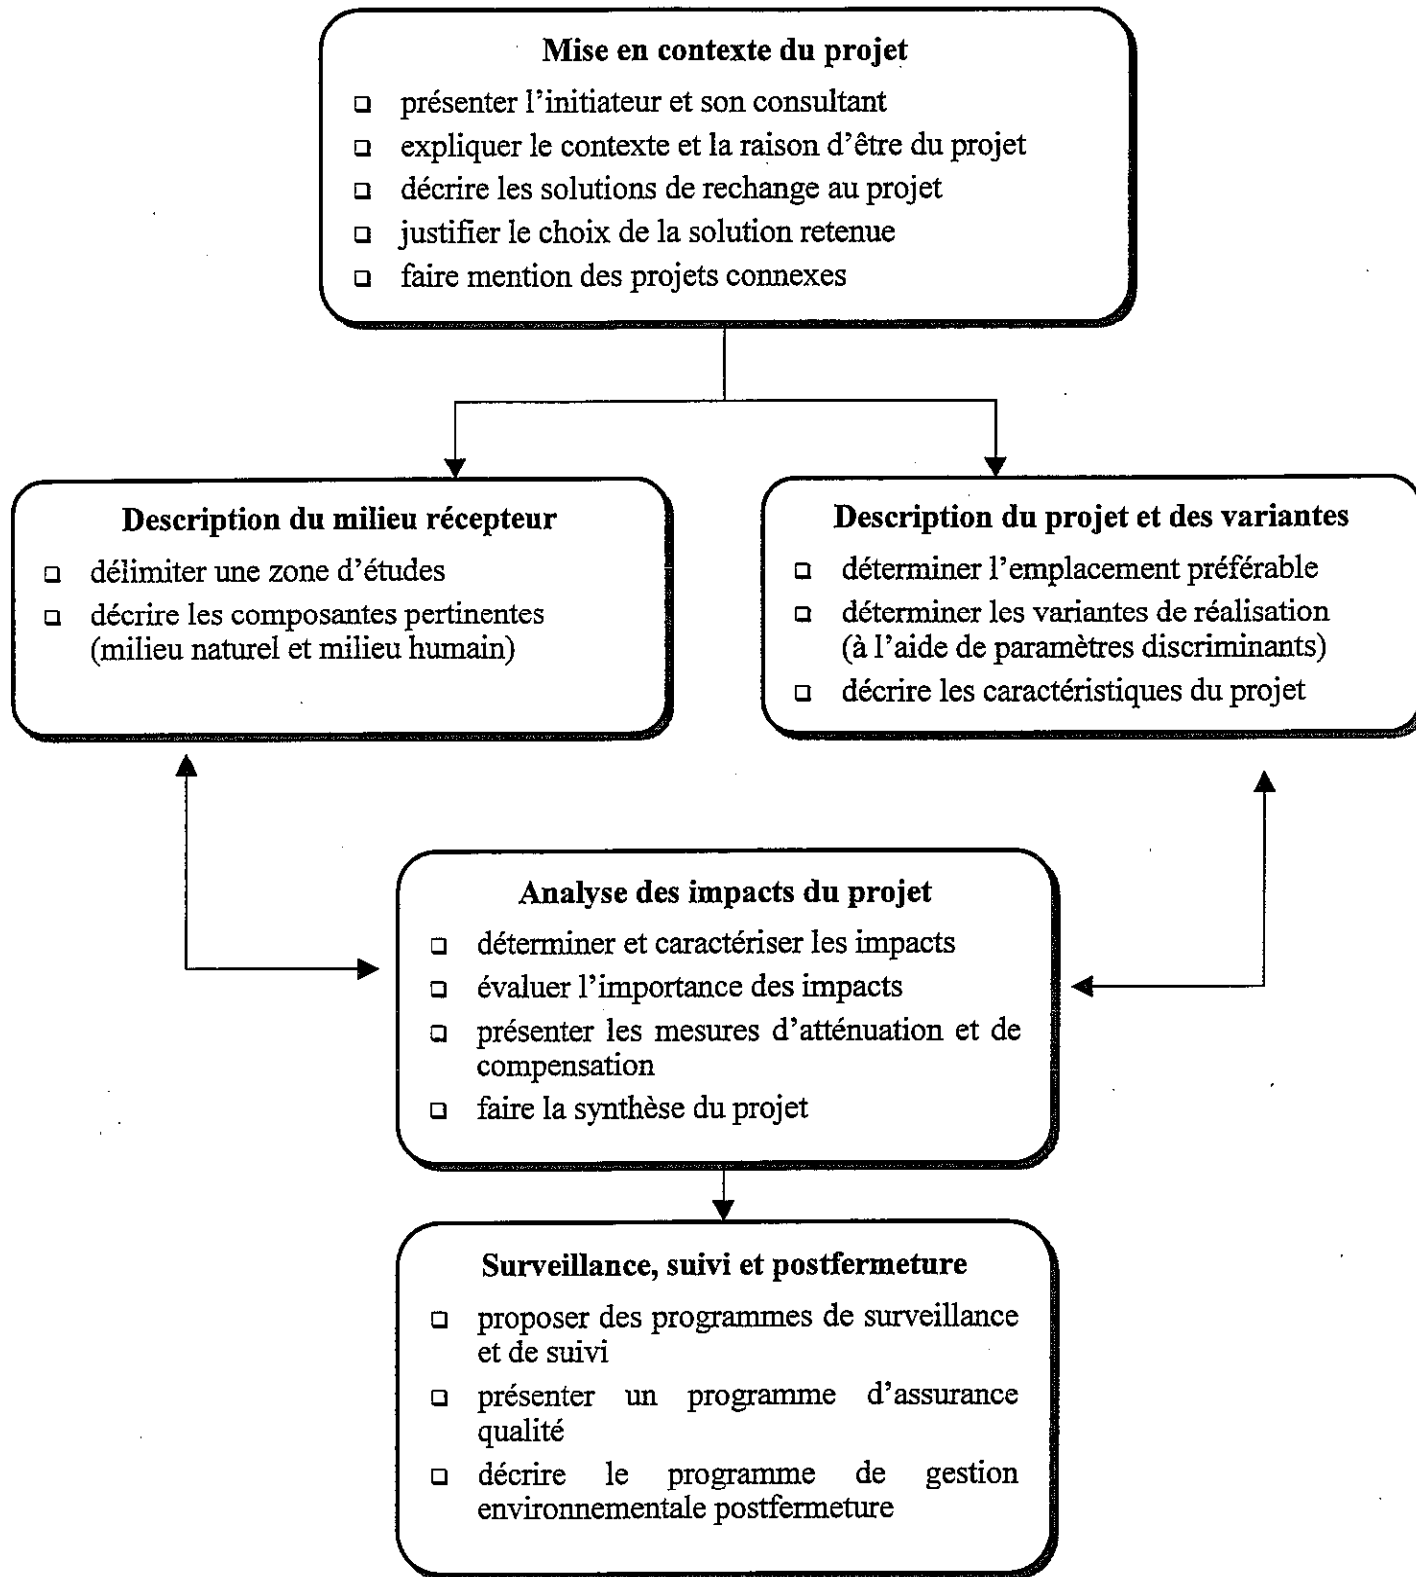 Mise en contexte du projet
❑ présenter l'initiateur et son consultant
❑ expliquer le contexte et la raison d'être du projet
❑ décrire les solutions de rechange au projet
❑ justifier le choix de la solution retenue
❑ faire mention des projets connexes
Description du milieu récepteur
❑ délimiter une zone d'études
❑ décrire les composantes pertinentes
(milieu naturel et milieu humain)
Description du projet et des variantes
❑ déterminer l'emplacement préférable
❑ déterminer les variantes de réalisation
(à l'aide de paramètres discriminants)
❑ décrire les caractéristiques du projet
Analyse des impacts du projet
❑ déterminer et caractériser les impacts
❑ évaluer l'importance des impacts
❑ présenter les mesures d'atténuation et de
compensation
❑ faire la synthèse du projet
Surveillance, suivi et postfermeture
❑ proposer des programmes de surveillance
et de suivi
❑ présenter un programme d'assurance
qualité
❑ décrire le programme de gestion
environnementale postfermeture